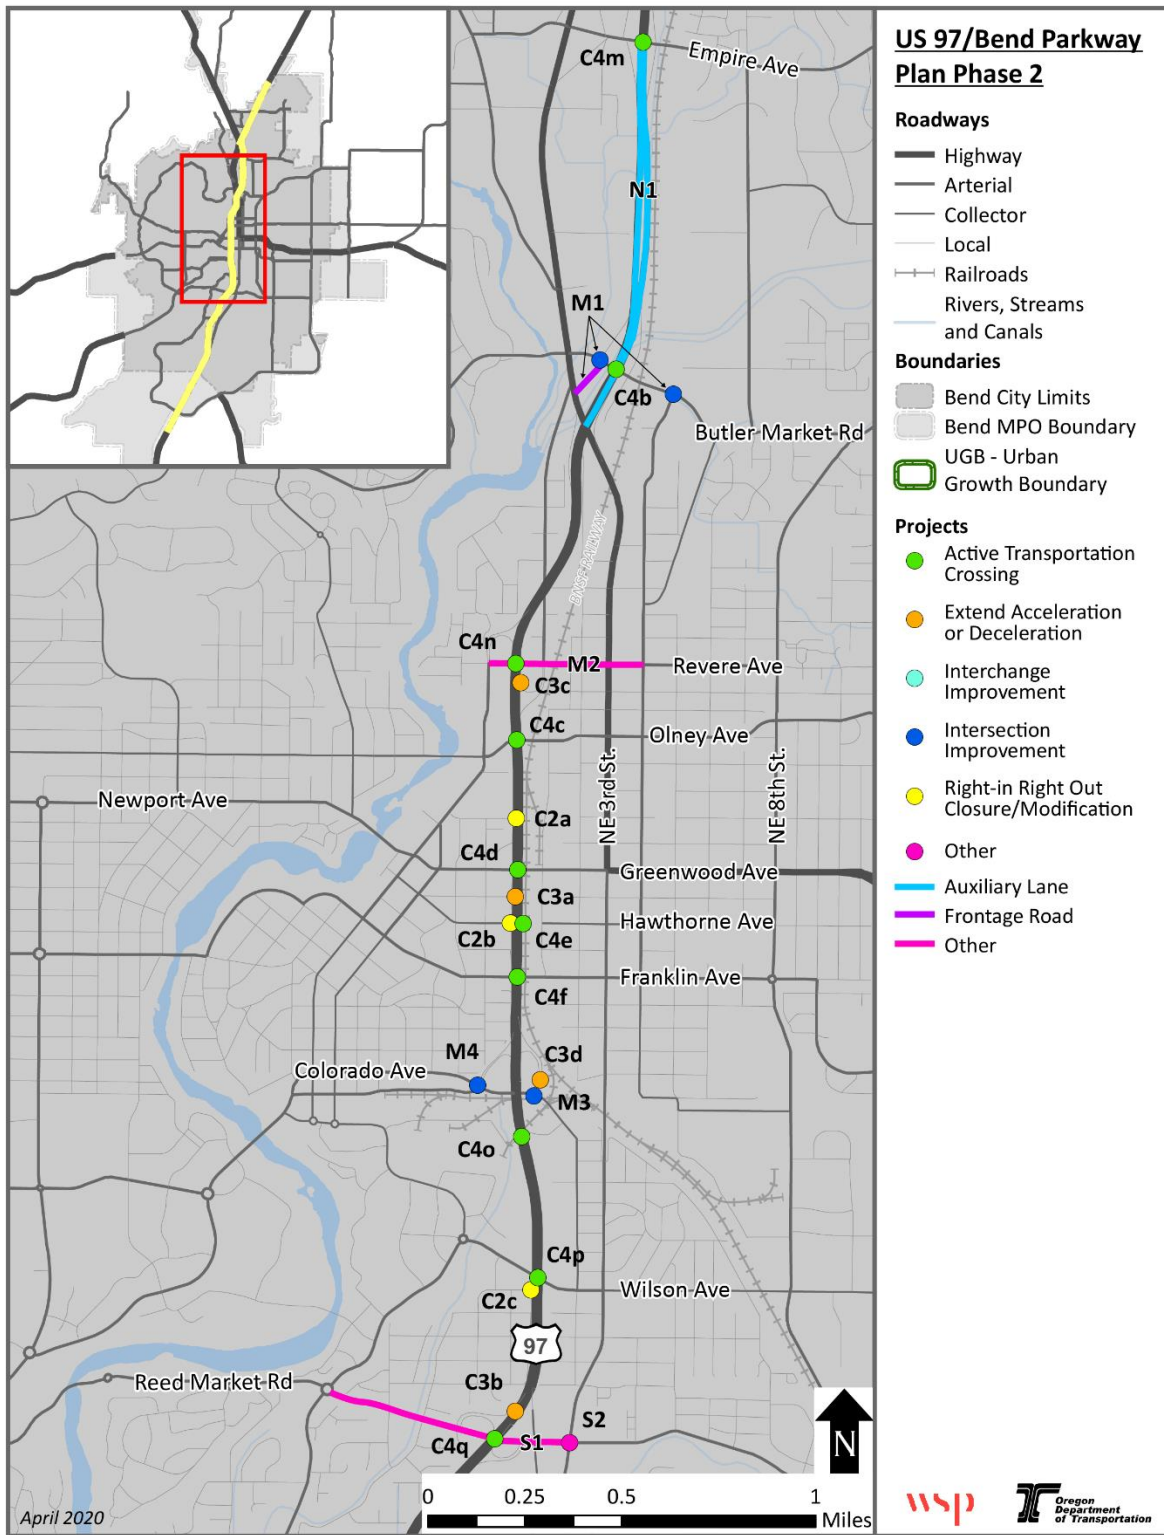 US 97/Bend Parkway
Plan Phase 2
Roadways
Highway
Arterial
Collector
Local
Railroads
Rivers, Streams
and Canals
Boundaries
Bend City Limits
Bend MPO Boundary
UGB - Urban
Growth Boundary
Projects
Active Transportation
Crossing
Extend Acceleration
or Deceleration
Interchange
Improvement
Intersection
Improvement
Right-in Right Out
Closure/Modification
Other
Auxiliary Lane
Frontage Road
Other
C4m
Empire Ave
N1
M1
C4b
Butler Market Rd
BNSF RAILWAY
C4n
M2
Revere Ave
C3c
C4c
Olney Ave
NE 3rd St.
NE 8th St.
Newport Ave
C2a
C4d
Greenwood Ave
C3a
Hawthorne Ave
C2b
C4e
Franklin Ave
C4f
M4
C3d
Colorado Ave
M3
C4o
C4p
C2c
Wilson Ave
97
Reed Market Rd
C3b
S2
C4q
S1
N
0
0.25
0.5
1
Miles
April 2020
wsp
Oregon
Department
of Transportation